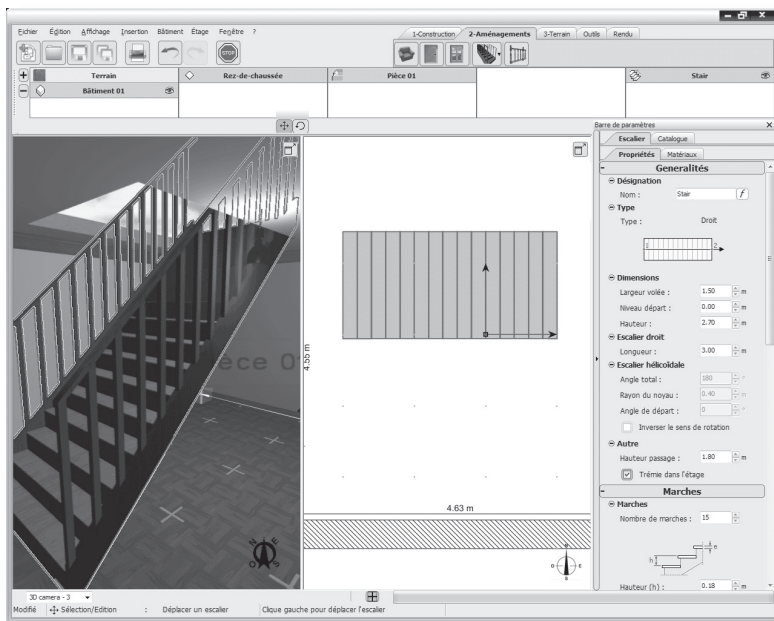 Fichier Édition Affichage Insertion Bâtiment Étage Fenêtre ?
1-Construction 2-Aménagements 3-Terrain Outils Rendu
STOP
Terrain Rez-de-chaussée Pièce 01 Stair
Bâtiment 01
Barre de paramètres
Escalier Catalogue
Propriétés Matériaux
Generalités
Désignation
Nom : Stair f
Type
Type : Droit
1 2
Dimensions
Largeur volée : 1.50 m
Niveau départ : 0.00 m
Hauteur : 2.70 m
Escalier droit
Longueur : 3.00 m
Escalier hélicoïdale
Angle total : 180 °
Rayon du noyau : 0.40 m
Angle de départ : 0 °
Inverser le sens de rotation
Autre
Hauteur passage : 1.80 m
Trémie dans l'étage
Marches
Marches
Nombre de marches : 15
e
h
Hauteur (h) : 0.18 m
èce 0
4.55 m
4.63 m
N
E
S
O
N
O E
S
3D camera - 3
Modifié Sélection/Edition : Déplacer un escalier Clique gauche pour déplacer l'escalier